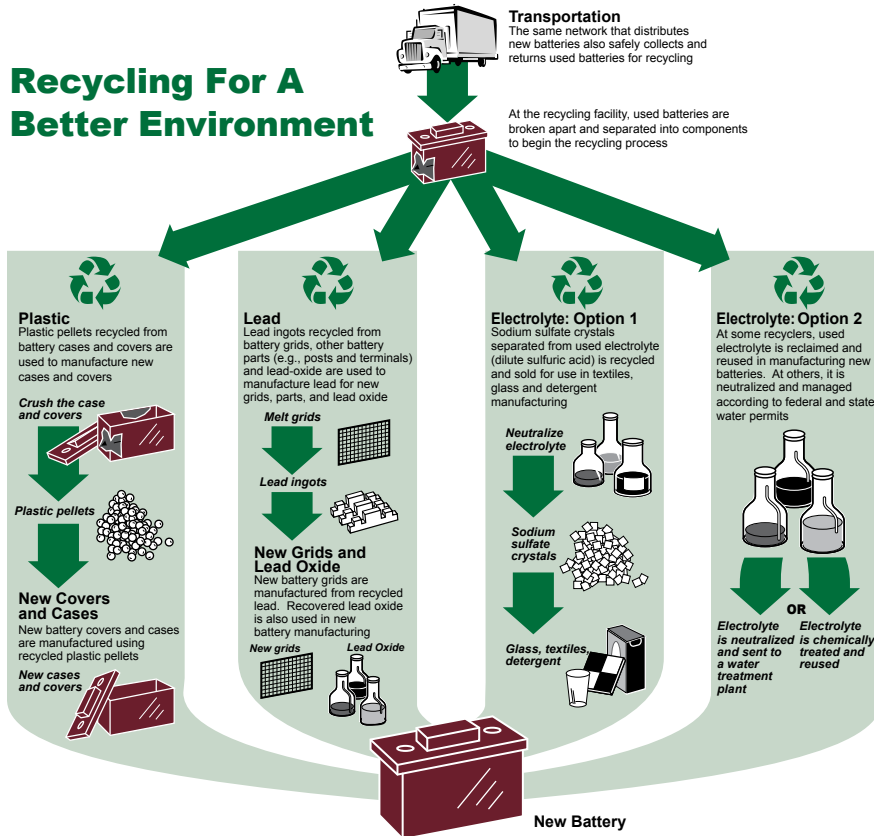 Recycling For A
Better Environment
Transportation
The same network that distributes
new batteries also safely collects and
returns used batteries for recycling
At the recycling facility, used batteries are
broken apart and separated into components
to begin the recycling process
Plastic
Plastic pellets recycled from
battery cases and covers are
used to manufacture new
cases and covers
Crush the case
and covers
Plastic pellets
New Covers
and Cases
New battery covers and cases
are manufactured using
recycled plastic pellets
New cases
and covers
Lead
Lead ingots recycled from
battery grids, other battery
parts (e.g., posts and terminals)
and lead-oxide are used to
manufacture lead for new
grids, parts, and lead oxide
Melt grids
Lead ingots
New Grids and
Lead Oxide
New battery grids are
manufactured from recycled
lead. Recovered lead oxide
is also used in new
battery manufacturing
New grids
Lead Oxide
Electrolyte: Option 1
Sodium sulfate crystals
separated from used electrolyte
(dilute sulfuric acid) is recycled
and sold for use in textiles,
glass and detergent
manufacturing
Neutralize
electrolyte
Sodium
sulfate
crystals
Glass, textiles,
detergent
Electrolyte: Option 2
At some recyclers, used
electrolyte is reclaimed and
reused in manufacturing new
batteries. At others, it is
neutralized and managed
according to federal and state
water permits
OR
Electrolyte
is neutralized
and sent to
a water
treatment
plant
Electrolyte
is chemically
treated and
reused
New Battery